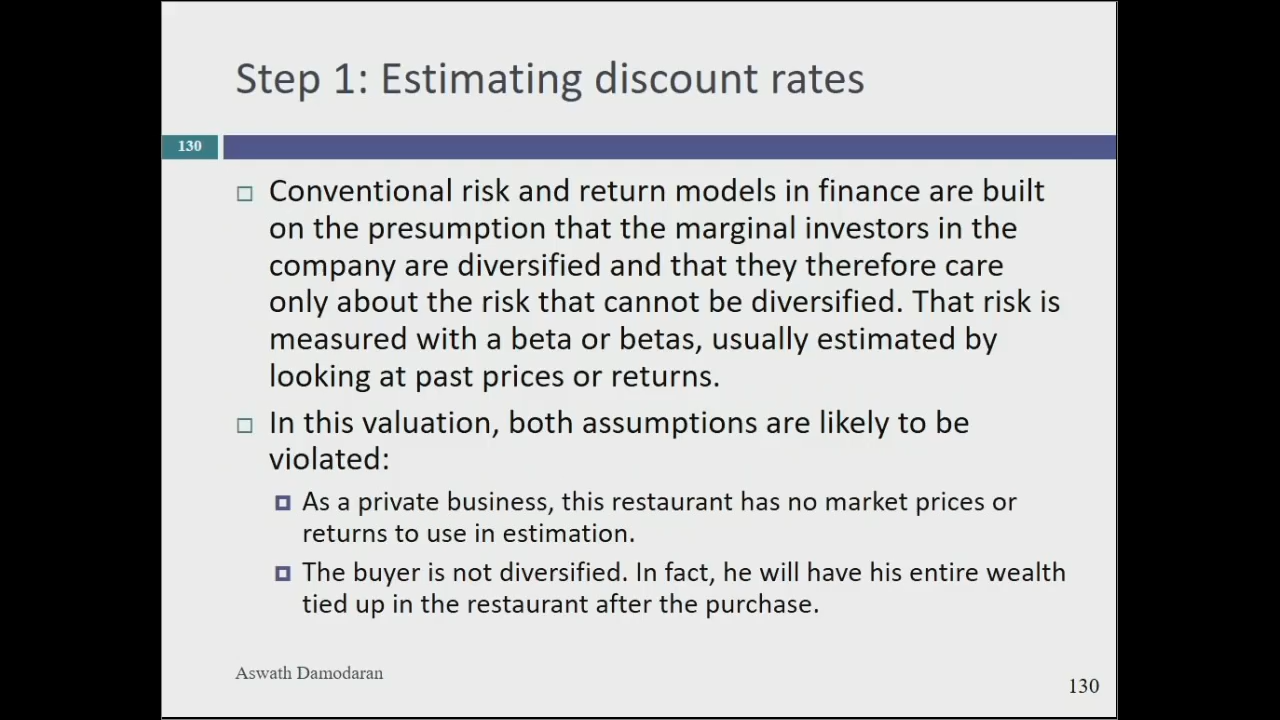 Step 1: Estimating discount rates
130
Conventional risk and return models in finance are built
on the presumption that the marginal investors in the
company are diversified and that they therefore care
only about the risk that cannot be diversified. That risk is
measured with a beta or betas, usually estimated by
looking at past prices or returns.
In this valuation, both assumptions are likely to be
violated:
As a private business, this restaurant has no market prices or
returns to use in estimation.
The buyer is not diversified. In fact, he will have his entire wealth
tied up in the restaurant after the purchase.
Aswath Damodaran
130